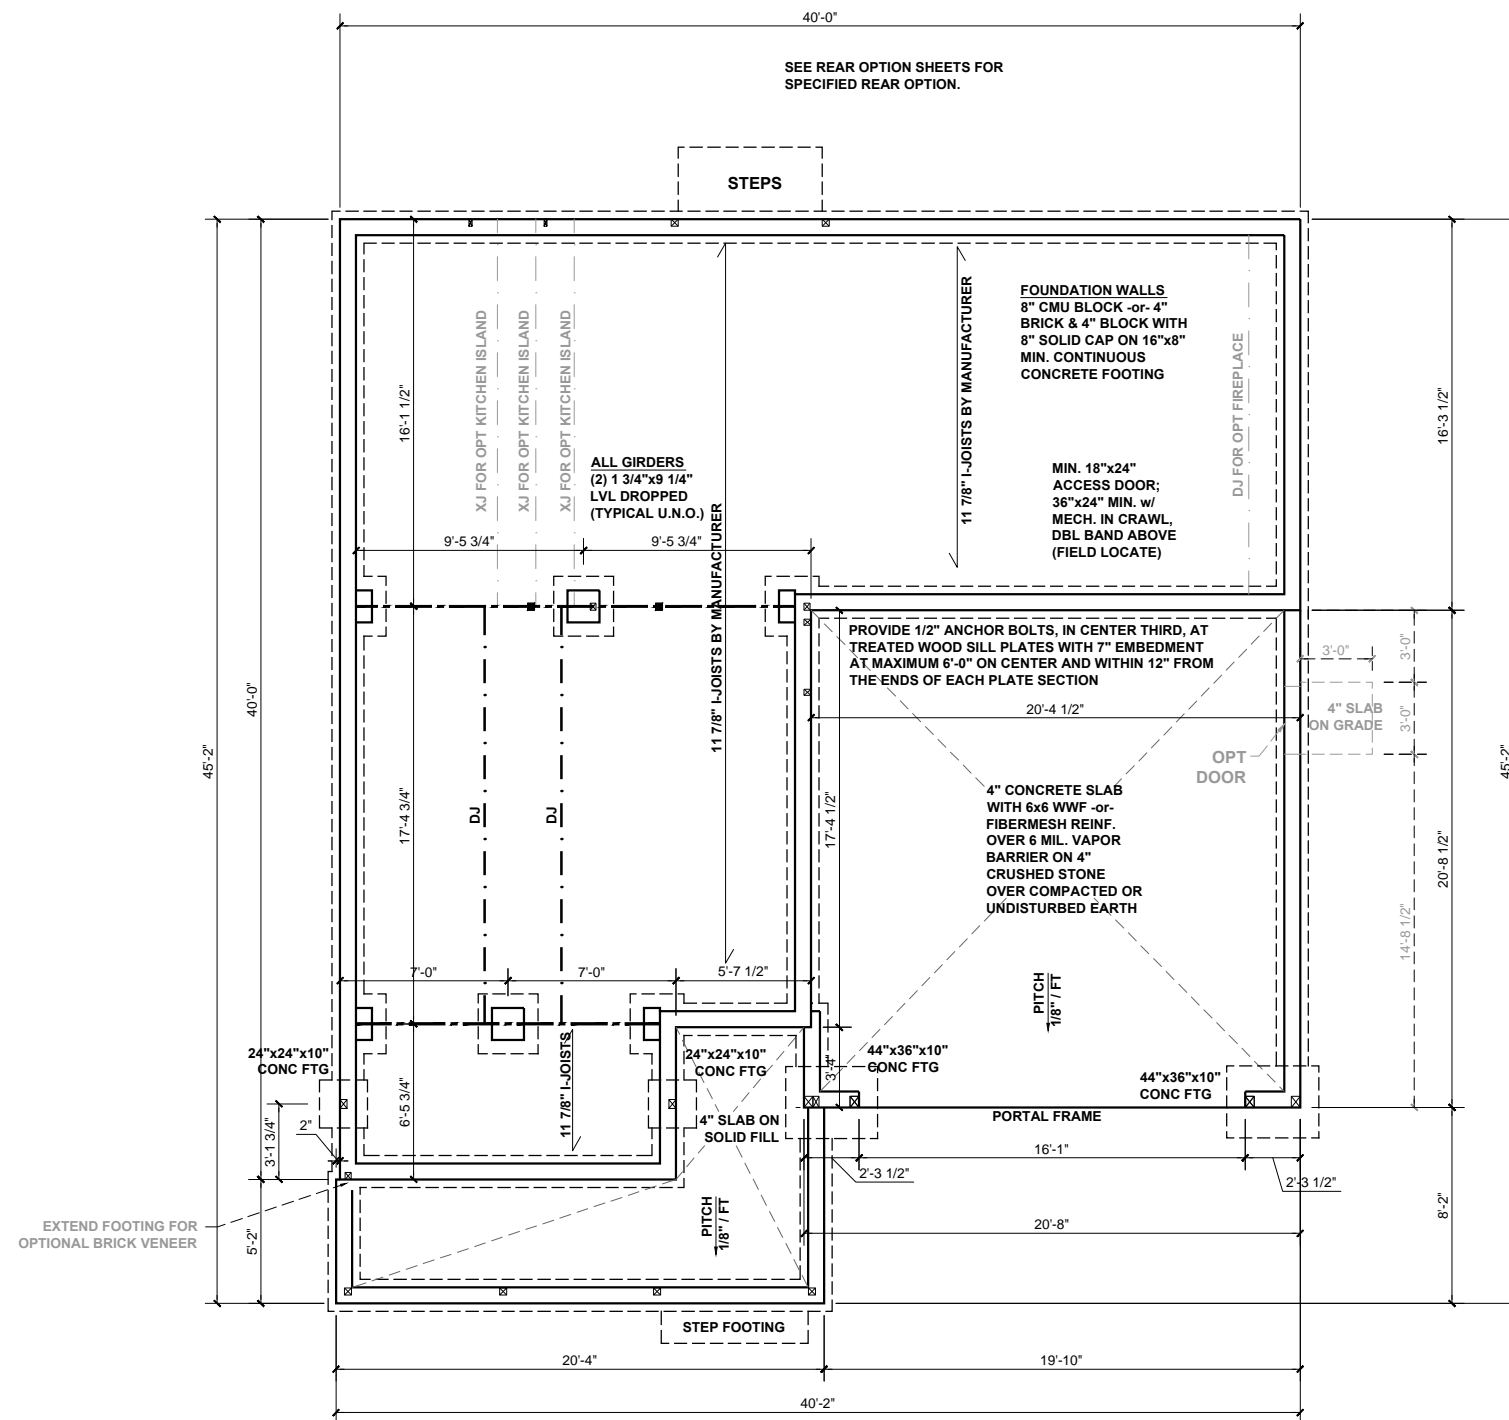 40'-0"
SEE REAR OPTION SHEETS FOR
SPECIFIED REAR OPTION.
STEPS
FOUNDATION WALLS
8" CMU BLOCK -or- 4"
BRICK & 4" BLOCK WITH
8" SOLID CAP ON 16"x8"
MIN. CONTINUOUS
CONCRETE FOOTING
11 7/8" I-JOISTS BY MANUFACTURER
XJ FOR OPT KITCHEN ISLAND
XJ FOR OPT KITCHEN ISLAND
XJ FOR OPT KITCHEN ISLAND
DJ FOR OPT FIREPLACE
16'-1 1/2"
16'-3 1/2"
ALL GIRDERS
(2) 1 3/4"x9 1/4"
LVL DROPPED
(TYPICAL U.N.O.)
MIN. 18"x24"
ACCESS DOOR;
36"x24" MIN. w/
MECH. IN CRAWL,
DBL BAND ABOVE
(FIELD LOCATE)
9'-5 3/4"
9'-5 3/4"
11 7/8" I-JOISTS BY MANUFACTURER
PROVIDE 1/2" ANCHOR BOLTS, IN CENTER THIRD, AT
TREATED WOOD SILL PLATES WITH 7" EMBEDMENT
AT MAXIMUM 6'-0" ON CENTER AND WITHIN 12" FROM
THE ENDS OF EACH PLATE SECTION
3'-0"
3'-0"
20'-4 1/2"
4" SLAB
ON GRADE
3'-0"
OPT
DOOR
40'-0"
45'-2"
45'-2"
17'-4 3/4"
DJ
DJ
17'-4 1/2"
4" CONCRETE SLAB
WITH 6x6 WWF -or-
FIBERMESH REINF.
OVER 6 MIL. VAPOR
BARRIER ON 4"
CRUSHED STONE
OVER COMPACTED OR
UNDISTURBED EARTH
20'-8 1/2"
14'-8 1/2"
7'-0"
7'-0"
5'-7 1/2"
PITCH
1/8" / FT
24"x24"x10"
CONC FTG
11 7/8" I-JOISTS
24"x24"x10"
CONC FTG
3'-4"
44"x36"x10"
CONC FTG
44"x36"x10"
CONC FTG
6'-5 3/4"
3'-1 3/4"
2"
4" SLAB ON
SOLID FILL
PORTAL FRAME
16'-1"
2'-3 1/2"
2'-3 1/2"
PITCH
1/8" / FT
EXTEND FOOTING FOR
OPTIONAL BRICK VENEER
5'-2"
20'-8"
8'-2"
STEP FOOTING
20'-4"
19'-10"
40'-2"